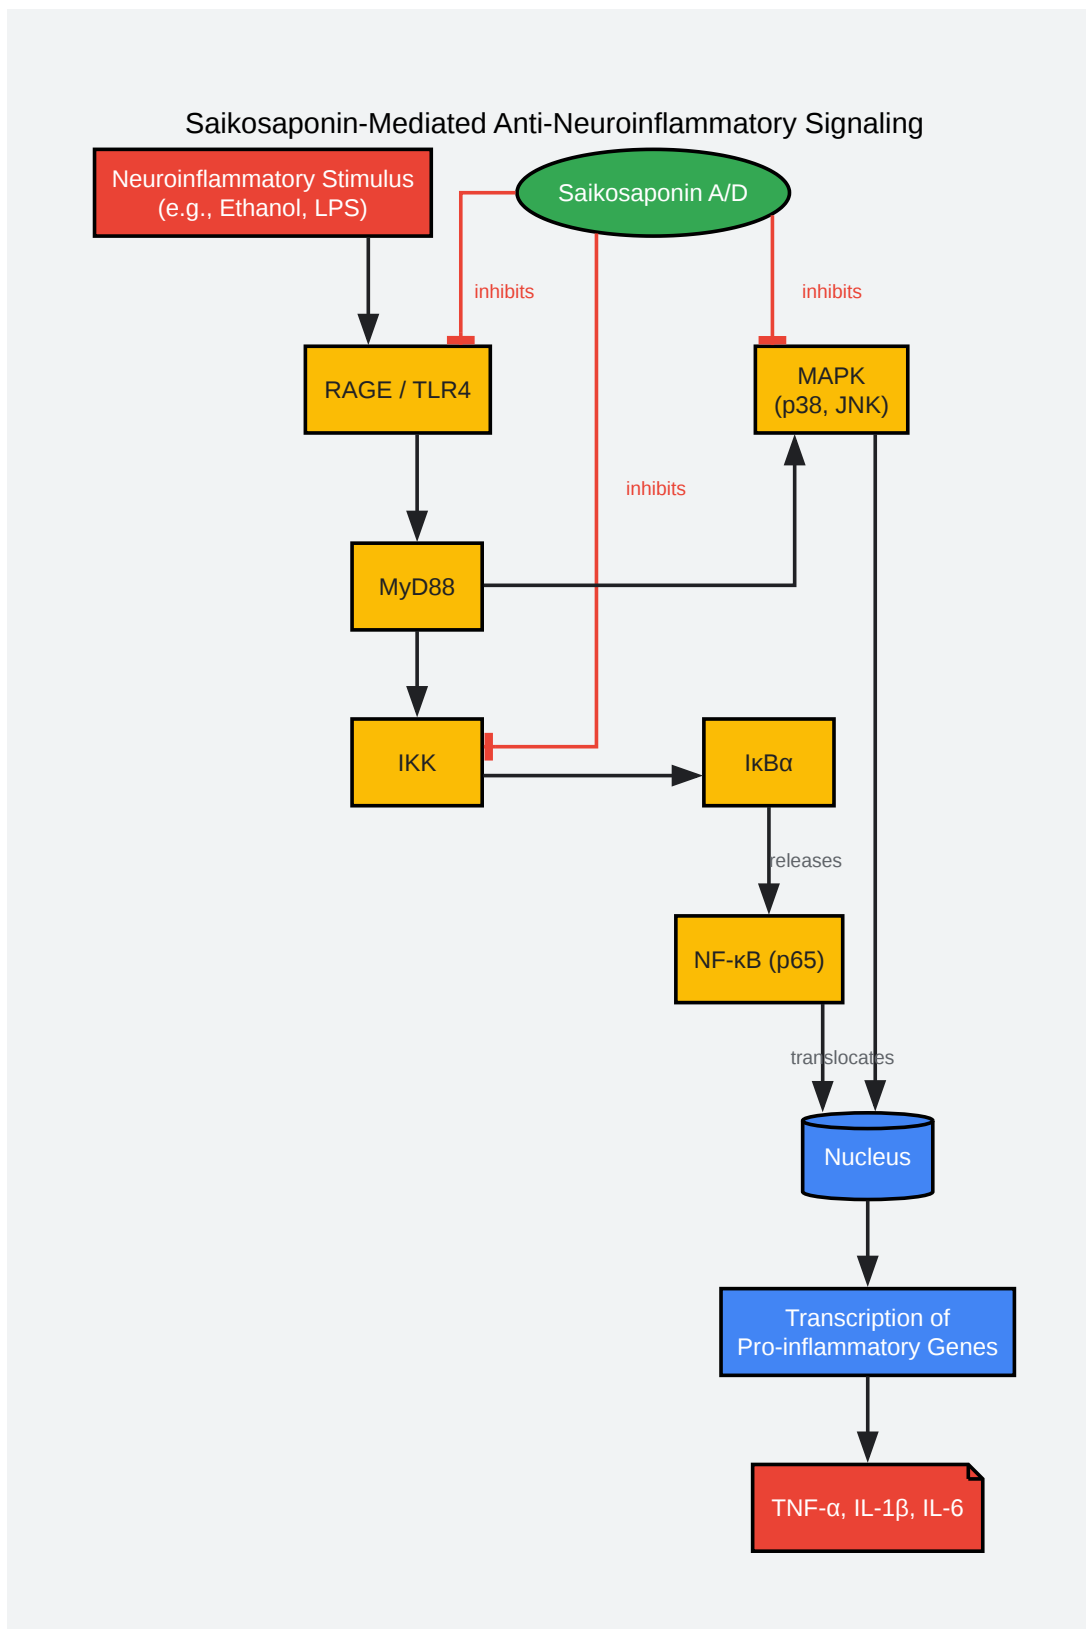 Saikosaponin-Mediated Anti-Neuroinflammatory Signaling
Neuroinflammatory Stimulus
(e.g., Ethanol, LPS)
Saikosaponin A/D
inhibits
inhibits
RAGE / TLR4
MAPK
(p38, JNK)
inhibits
MyD88
IKK
IκBα
releases
NF-κB (p65)
translocates
Nucleus
Transcription of
Pro-inflammatory Genes
TNF-α, IL-1β, IL-6